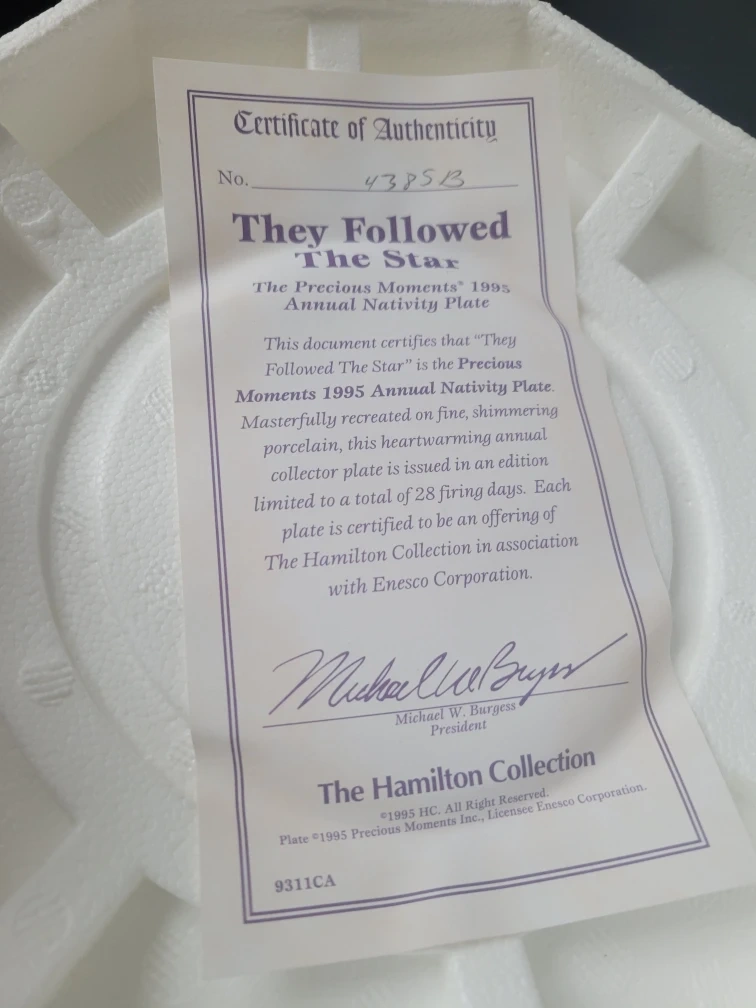 Certificate of Authenticity
No. 4385B
They Followed
The Star
The Precious Moments® 1995
Annual Nativity Plate
This document certifies that “They
Followed The Star” is the Precious
Moments 1995 Annual Nativity Plate.
Masterfully recreated on fine, shimmering
porcelain, this heartwarming annual
collector plate is issued in an edition
limited to a total of 28 firing days. Each
plate is certified to be an offering of
The Hamilton Collection in association
with Enesco Corporation.
Michael W. Burgess
Michael W. Burgess
President
The Hamilton Collection
©1995 HC. All Right Reserved.
Plate ©1995 Precious Moments Inc., Licensee Enesco Corporation.
9311CA